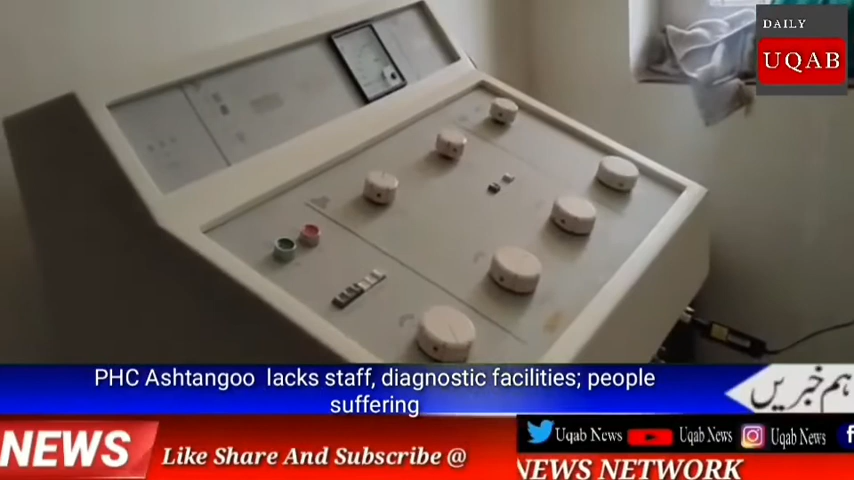 DAILY
UQAB
PHC Ashtangoo lacks staff, diagnostic facilities; people
suffering
ہم خبریں
NEWS
Like Share And Subscribe @
Uqab News
Uqab News
Uqab News
NEWS NETWORK